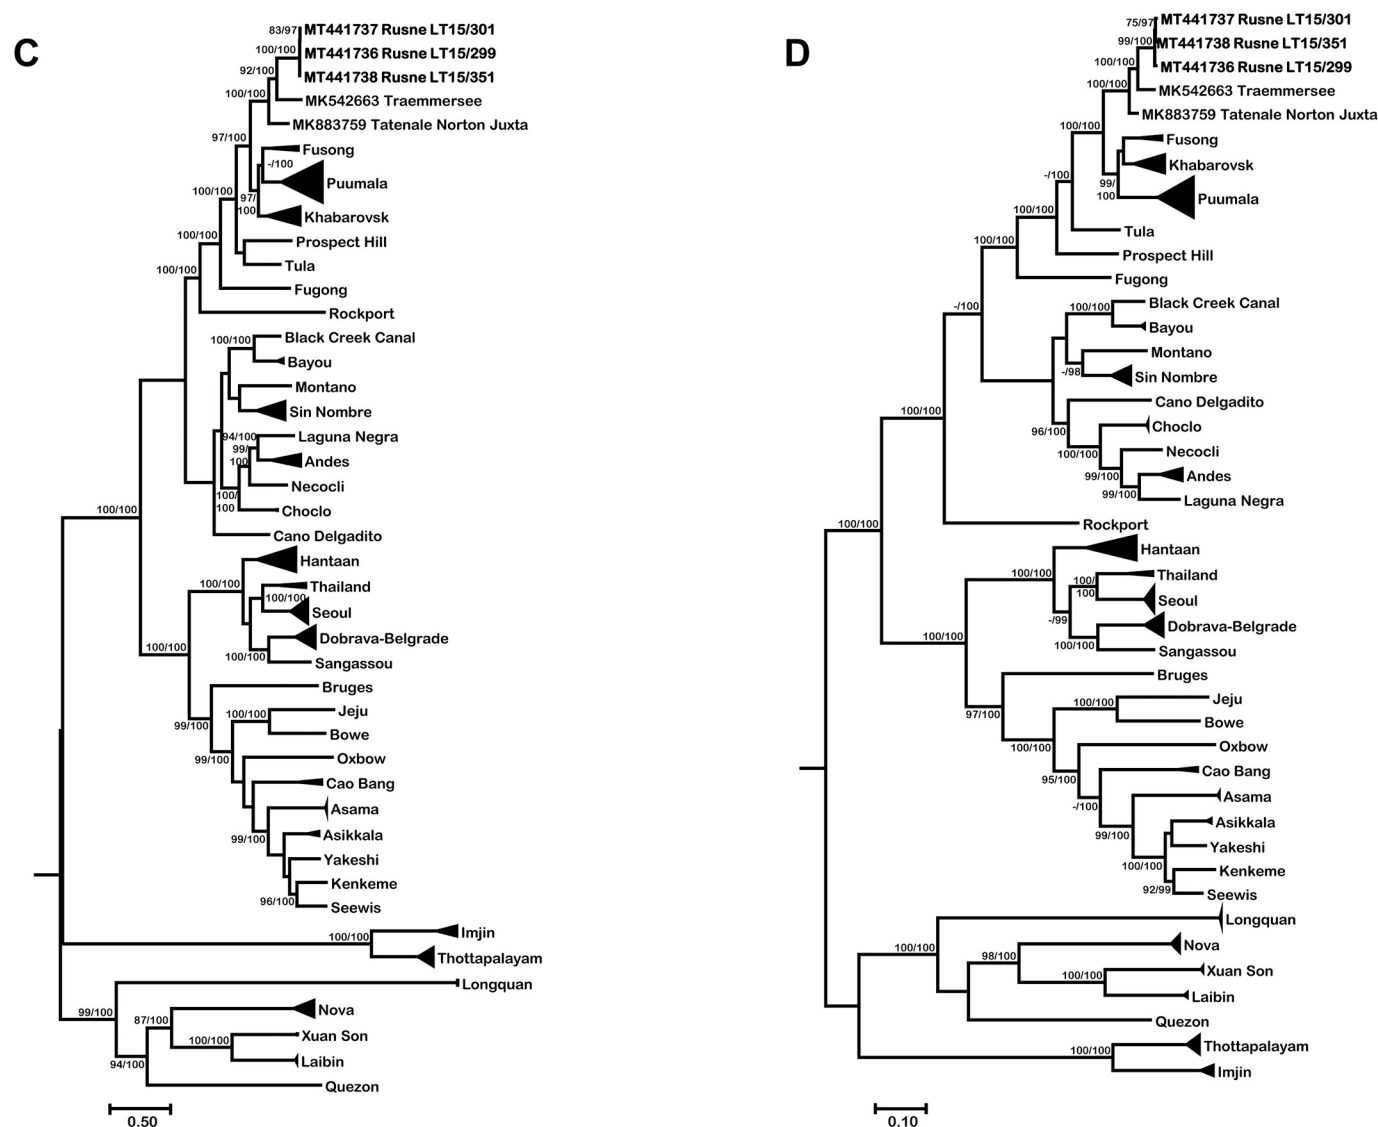 C
83/97
MT441737 Rusne LT15/301
100/100
MT441736 Rusne LT15/299
92/100
MT441738 Rusne LT15/351
100/100
MK542663 Traemmersee
MK883759 Tatenale Norton Juxta
97/100
Fusong
-/100
Puumala
100/100
97/
100
Khabarovsk
100/100
Prospect Hill
Tula
100/100
Fugong
Rockport
100/100
Black Creek Canal
Bayou
Montano
Sin Nombre
94/100
Laguna Negra
99/
100
Andes
Necocli
100/
100
Choclo
100/100
Cano Delgadito
Hantaan
100/100
Thailand
100/100
Seoul
Dobrava-Belgrade
100/100
Sangassou
100/100
Bruges
99/100
100/100
Jeju
Bowe
99/100
Oxbow
Cao Bang
Asama
99/100
Asikkala
Yakeshi
Kenkeme
96/100
Seewis
100/100
Imjin
Thottapalayam
Longquan
99/100
Nova
87/100
Xuan Son
100/100
Laibin
94/100
Quezon
0.50
D
75/97
MT441737 Rusne LT15/301
99/100
MT441738 Rusne LT15/351
100/100
MT441736 Rusne LT15/299
100/100
MK542663 Traemmersee
MK883759 Tatenale Norton Juxta
100/100
Fusong
Khabarovsk
-/100
99/
100
Puumala
100/100
Tula
100/100
Prospect Hill
Fugong
-/100
100/100
Black Creek Canal
Bayou
Montano
-/98
Sin Nombre
Cano Delgadito
100/100
96/100
Choclo
100/100
Necocli
99/100
Andes
99/100
Laguna Negra
100/100
Rockport
Hantaan
100/100
Thailand
100/
100
Seoul
-/99
Dobrava-Belgrade
100/100
100/100
Sangassou
Bruges
97/100
100/100
Jeju
Bowe
100/100
Oxbow
95/100
Cao Bang
-/100
Asama
99/100
Asikkala
Yakeshi
100/100
Kenkeme
92/99
Seewis
Longquan
100/100
Nova
98/100
Xuan Son
100/100
Laibin
Quezon
100/100
Thottapalayam
Imjin
0.10